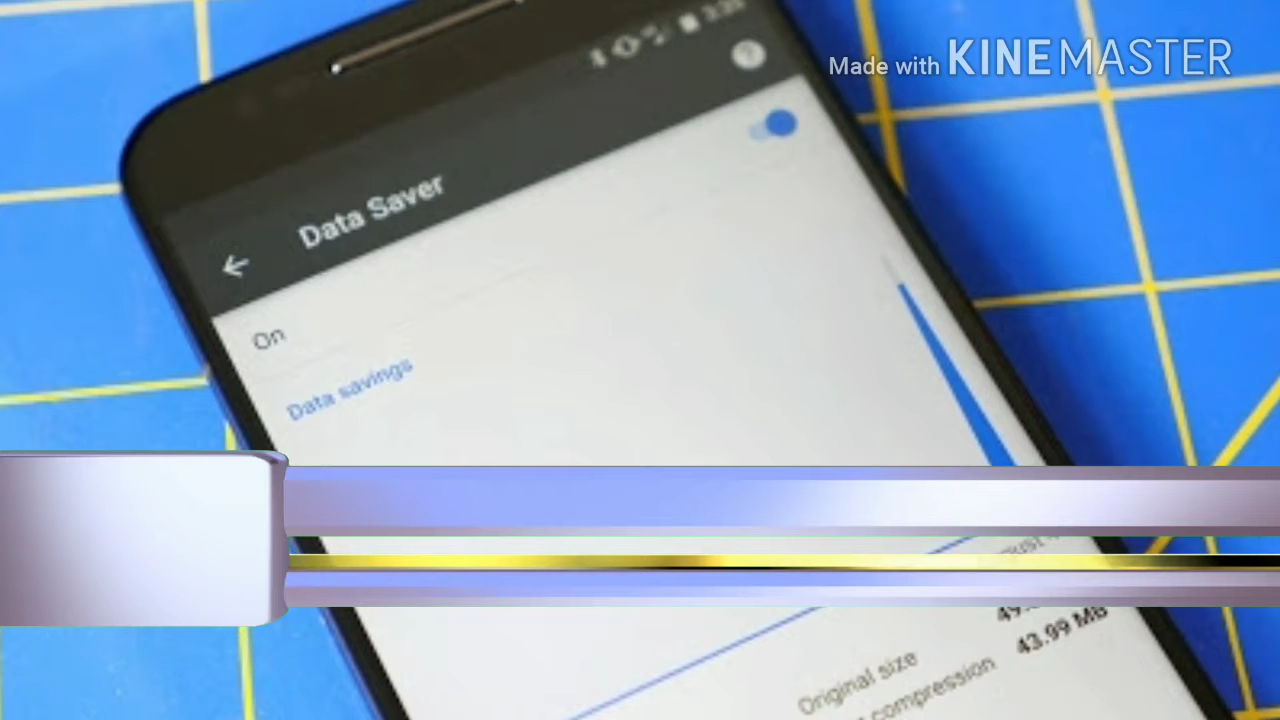 Made with KINEMASTER
Data Saver
On
Data savings
Original size
compression
43.99 MB